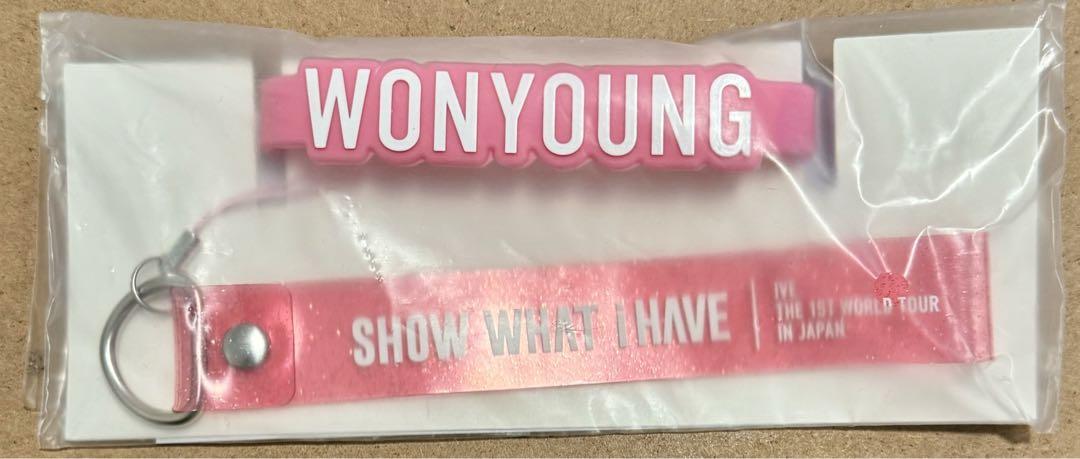 WONYOUNG
SHOW WHAT I HAVE
IVE
THE 1ST WORLD TOUR
IN JAPAN